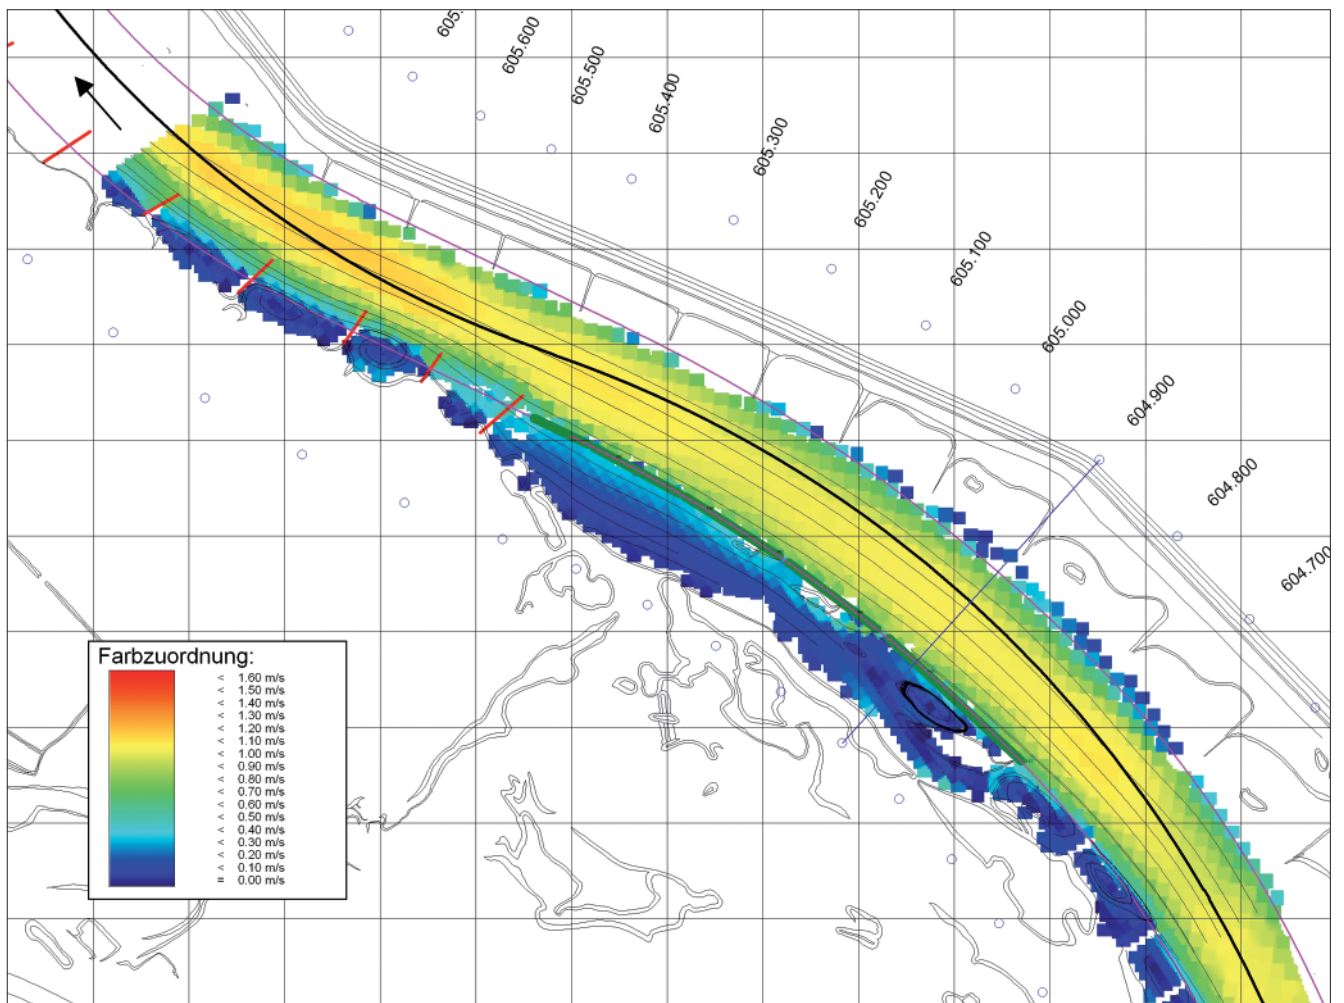 605.
605.600
605.500
605.400
605.300
605.200
605.100
605.000
604.900
604.800
604.700
Farbzuordnung:
< 1.60 m/s
< 1.50 m/s
< 1.40 m/s
< 1.30 m/s
< 1.20 m/s
< 1.10 m/s
< 1.00 m/s
< 0.90 m/s
< 0.80 m/s
< 0.70 m/s
< 0.60 m/s
< 0.50 m/s
< 0.40 m/s
< 0.30 m/s
< 0.20 m/s
< 0.10 m/s
= 0.00 m/s